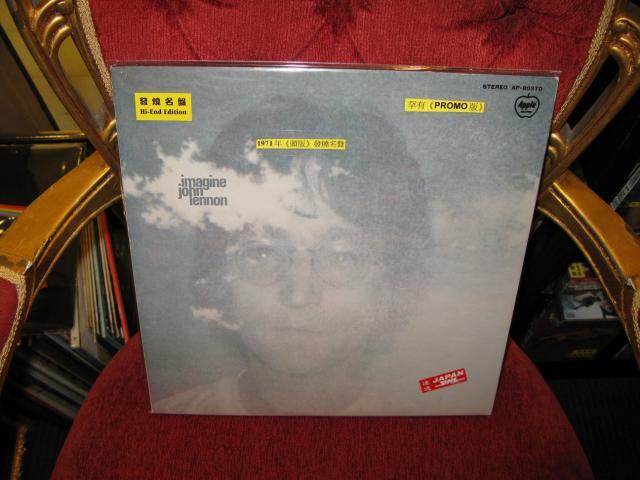 STEREO AP-80370
Apple
發燒名盤
Hi-End Edition
罕有《PROMO版》
1971年《頭版》發燒名盤
imagine
john
lennon
JAPAN